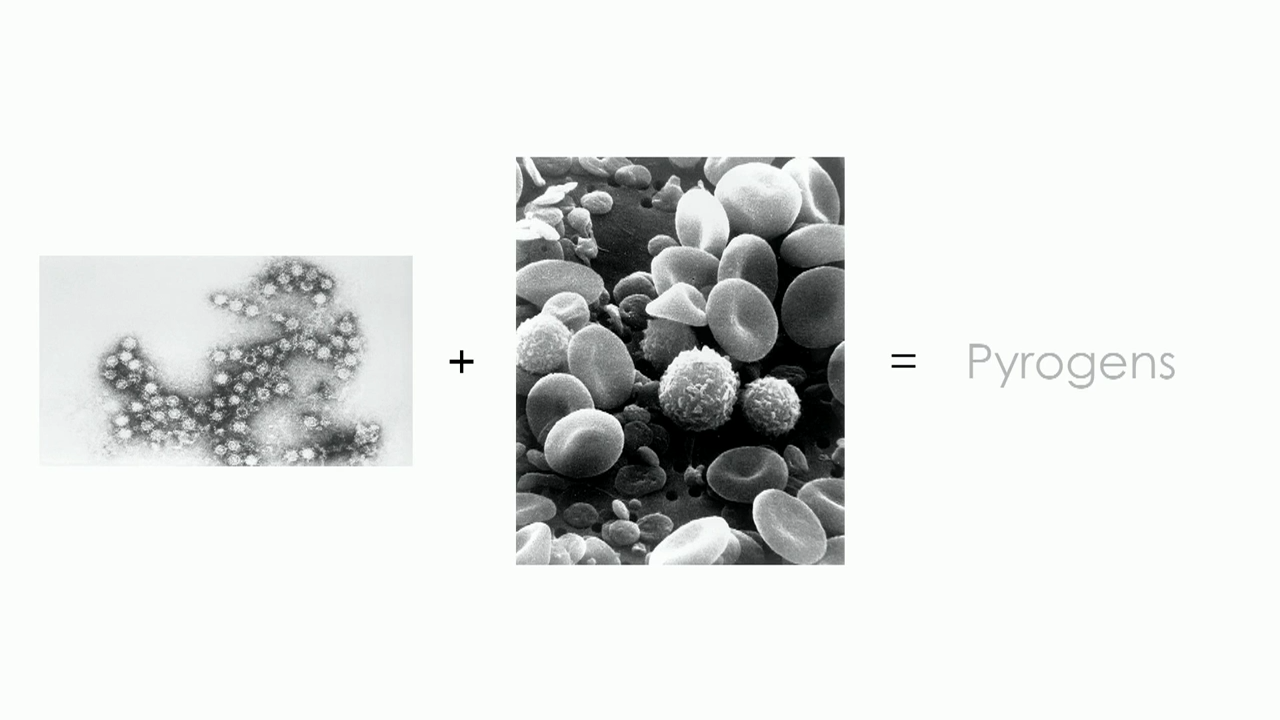 + = Pyrogens